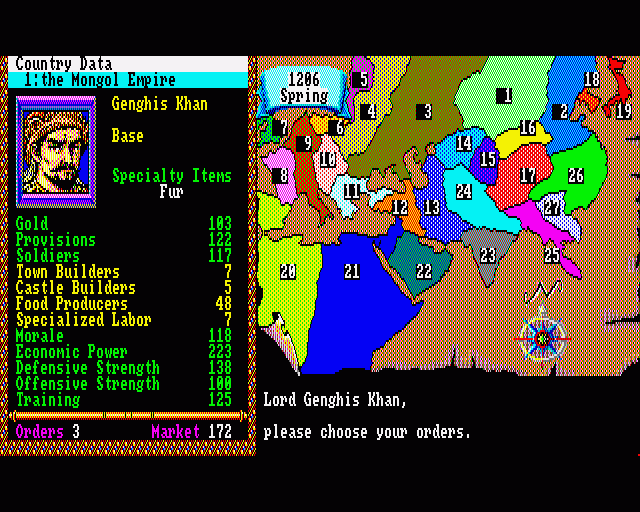 Country Data
1:the Mongol Empire
Genghis Khan
Base
Specialty Items
Fur
Gold 103
Provisions 122
Soldiers 117
Town Builders 7
Castle Builders 5
Food Producers 48
Specialized Labor 7
Morale 118
Economic Power 223
Defensive Strength 138
Offensive Strength 100
Training 125
Orders 3 Market 172
1206
Spring
5
18
1
4
3
2
19
7
6
16
9
14
10
15
8
17
26
11
24
12
13
27
25
20
21
22
23
N
Lord Genghis Khan,
please choose your orders.